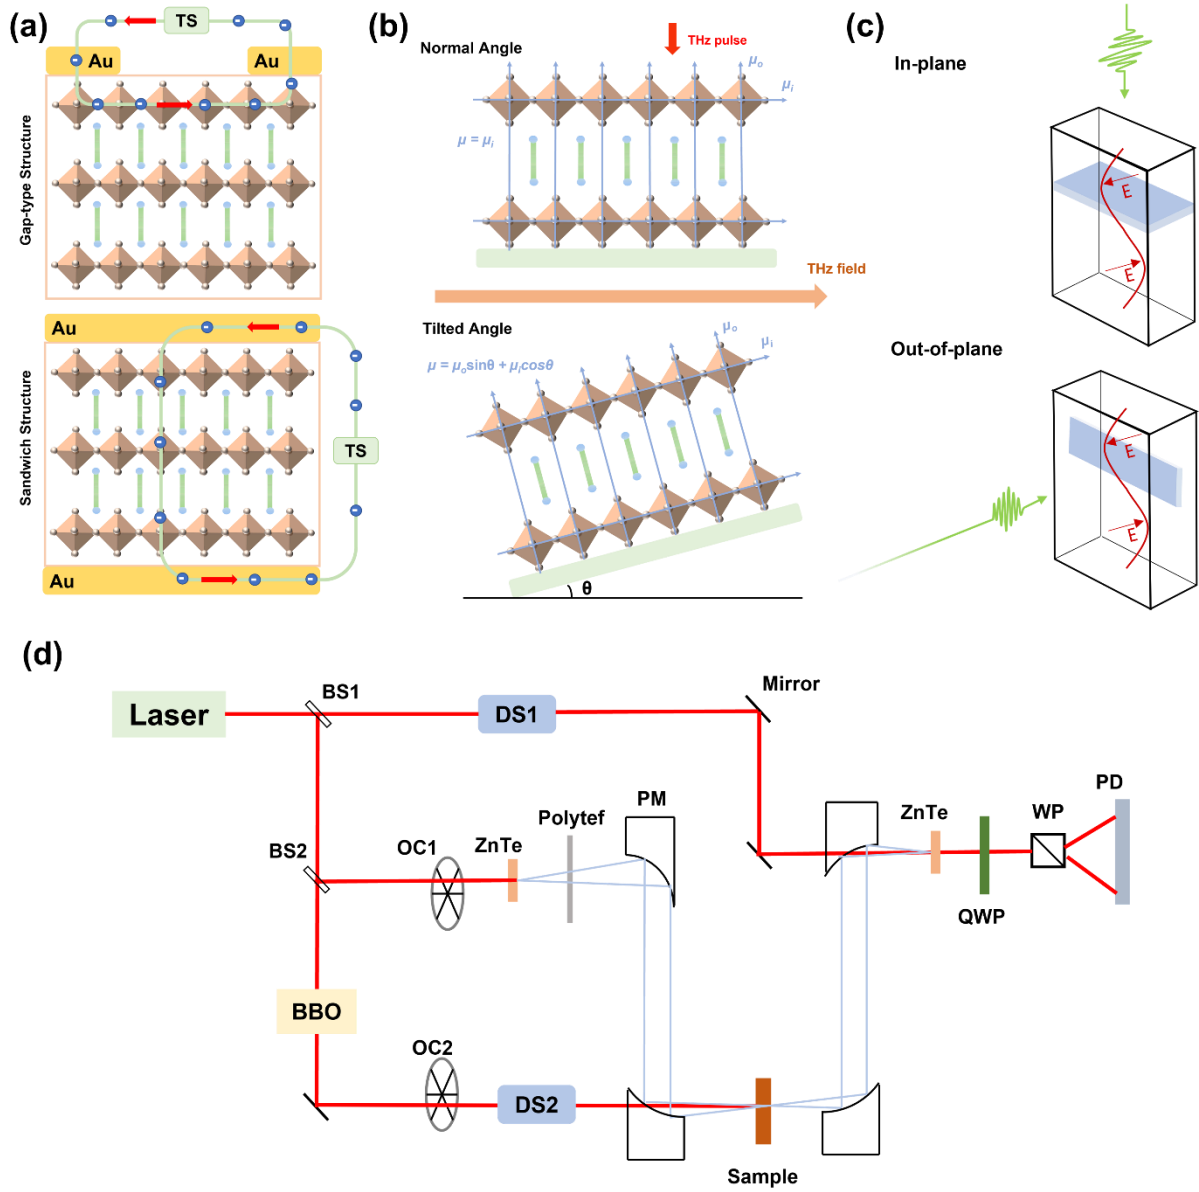 (a)
TS
Au
Au
Gap-type Structure
Au
TS
Sandwich Structure
Au
(b)
Normal Angle
THz pulse
μₒ
μᵢ
μ = μᵢ
THz field
Tilted Angle
μₒ
μᵢ
μ = μₒsinθ + μᵢcosθ
θ
(c)
In-plane
E
E
Out-of-plane
E
E
(d)
Laser
BS1
DS1
Mirror
BS2
OC1
ZnTe
Polytef
PM
ZnTe
WP
PD
QWP
BBO
OC2
DS2
Sample